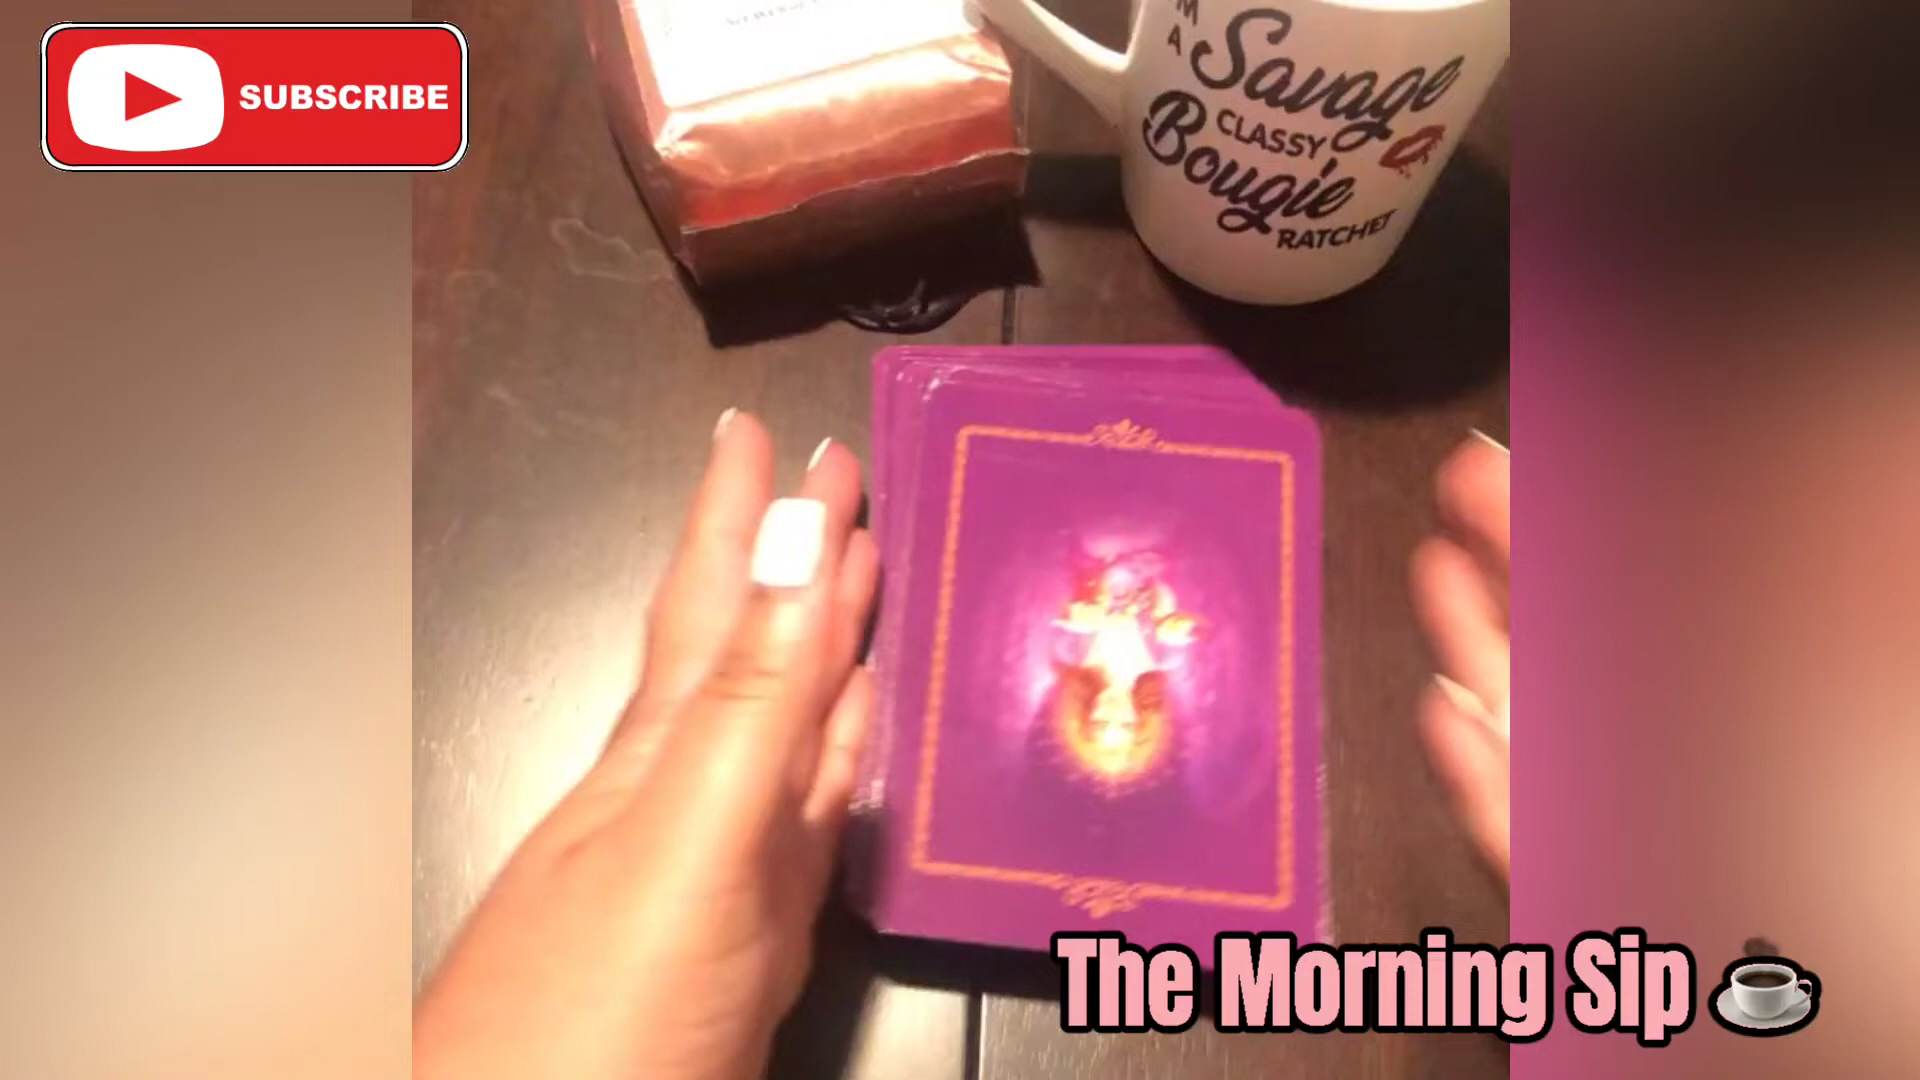 SUBSCRIBE
A
Savage
CLASSY
Bougie
RATCHET
The Morning Sip